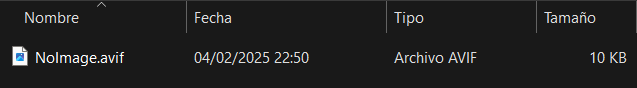 Nombre Fecha Tipo Tamaño
NoImage.avif 04/02/2025 22:50 Archivo AVIF 10 KB